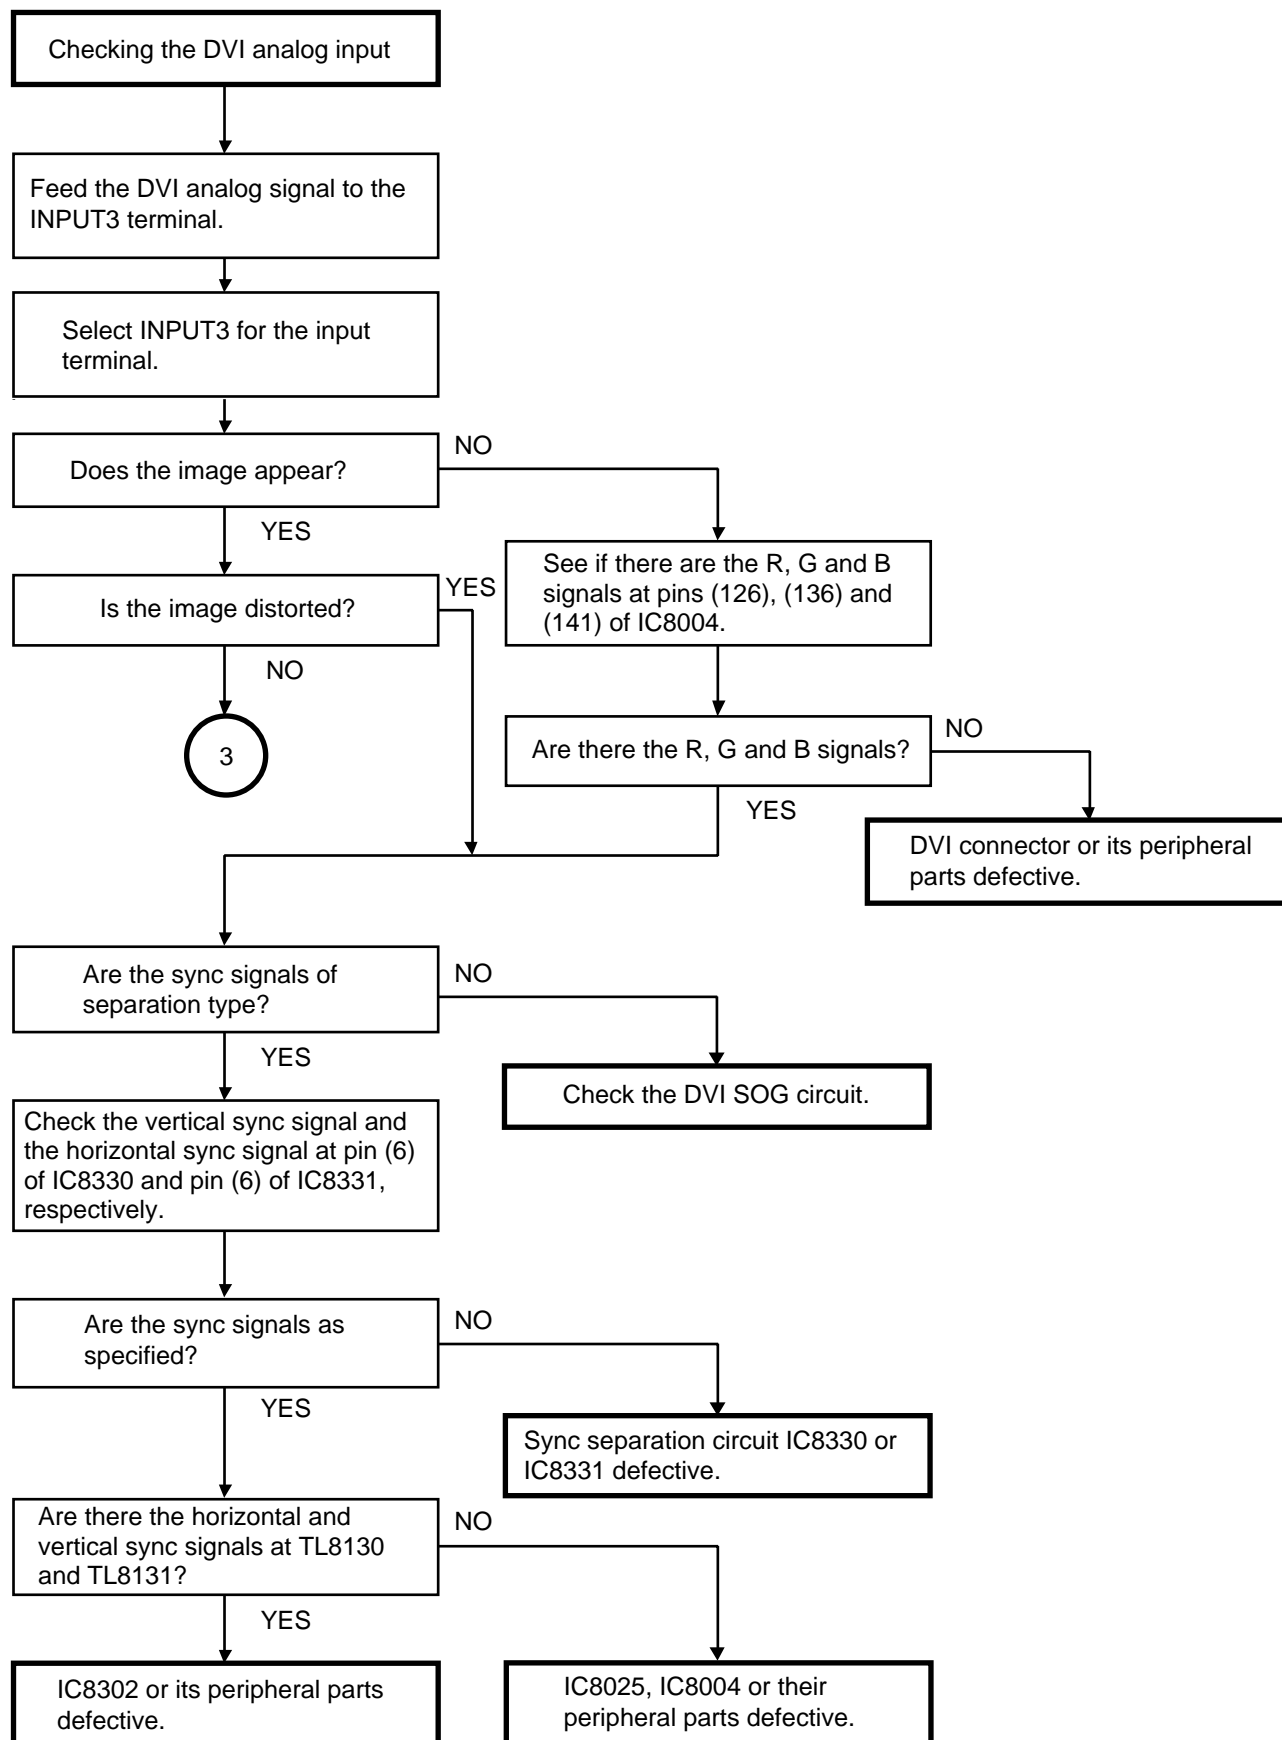 Checking the DVI analog input
Feed the DVI analog signal to the
INPUT3 terminal.
Select INPUT3 for the input
terminal.
Does the image appear?
NO
YES
See if there are the R, G and B
signals at pins (126), (136) and
(141) of IC8004.
Is the image distorted?
YES
NO
3
Are there the R, G and B signals?
NO
YES
DVI connector or its peripheral
parts defective.
Are the sync signals of
separation type?
NO
YES
Check the DVI SOG circuit.
Check the vertical sync signal and
the horizontal sync signal at pin (6)
of IC8330 and pin (6) of IC8331,
respectively.
Are the sync signals as
specified?
NO
YES
Sync separation circuit IC8330 or
IC8331 defective.
Are there the horizontal and
vertical sync signals at TL8130
and TL8131?
NO
YES
IC8302 or its peripheral parts
defective.
IC8025, IC8004 or their
peripheral parts defective.